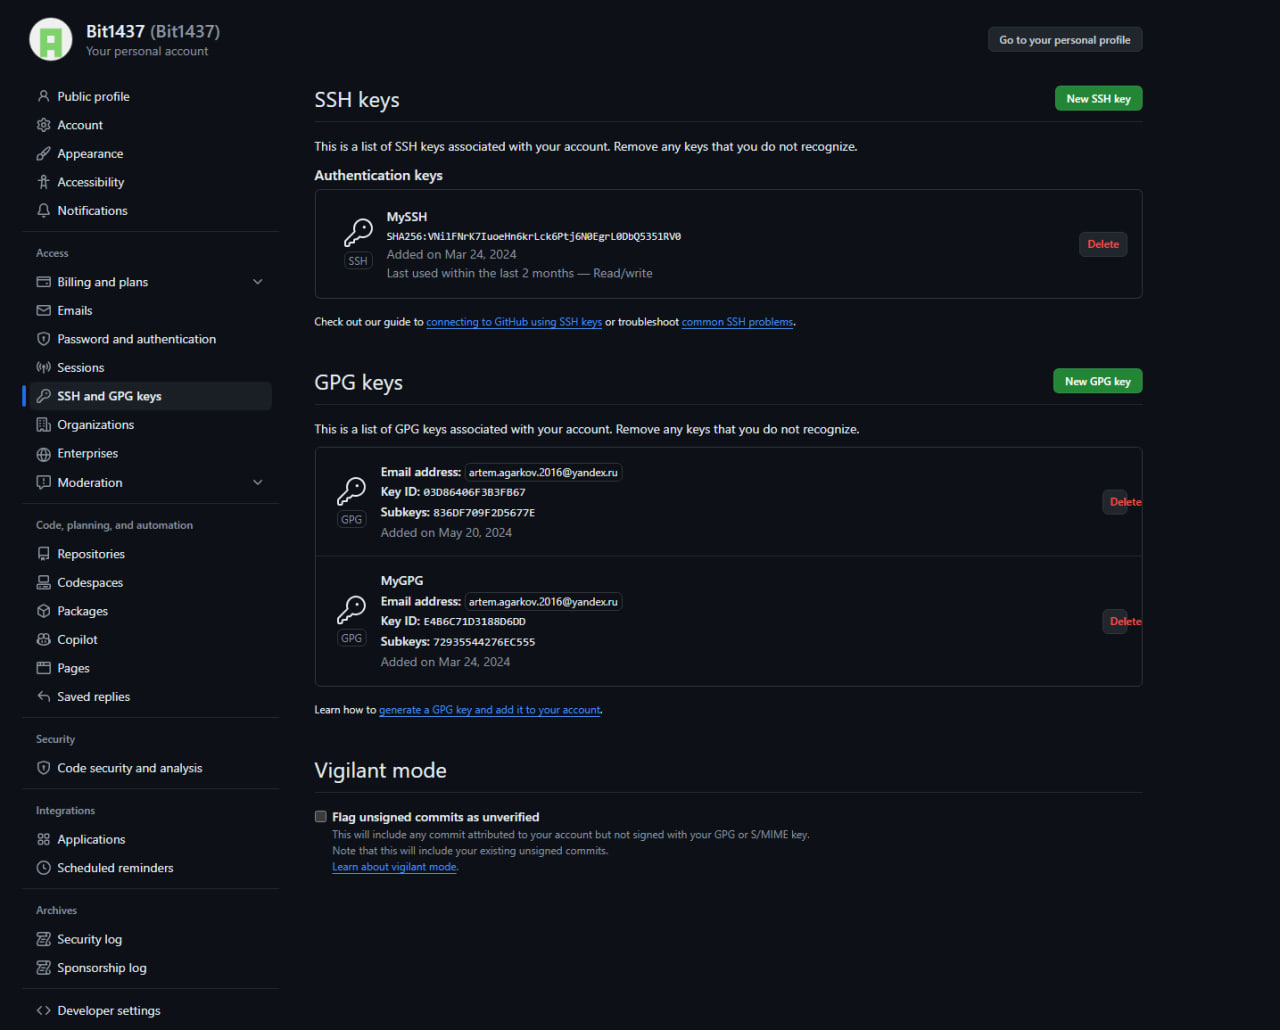 Bit1437 (Bit1437)
Your personal account
Go to your personal profile
Public profile
Account
Appearance
Accessibility
Notifications
Access
Billing and plans
Emails
Password and authentication
Sessions
SSH and GPG keys
Organizations
Enterprises
Moderation
Code, planning, and automation
Repositories
Codespaces
Packages
Copilot
Pages
Saved replies
Security
Code security and analysis
Integrations
Applications
Scheduled reminders
Archives
Security log
Sponsorship log
Developer settings
SSH keys
New SSH key
This is a list of SSH keys associated with your account. Remove any keys that you do not recognize.
Authentication keys
MySSH
SHA256:VNi1FNrK7IuoeHn6krLck6Ptj6N0EgrL0DbQ5351RV0
SSH
Added on Mar 24, 2024
Last used within the last 2 months — Read/write
Delete
Check out our guide to connecting to GitHub using SSH keys or troubleshoot common SSH problems.
GPG keys
New GPG key
This is a list of GPG keys associated with your account. Remove any keys that you do not recognize.
Email address: artem.agarkov.2016@yandex.ru
Key ID: 03D86406F3B3FB67
GPG
Subkeys: 836DF709F2D5677E
Added on May 20, 2024
Delete
MyGPG
Email address: artem.agarkov.2016@yandex.ru
Key ID: E4B6C71D3188D6DD
GPG
Subkeys: 72935544276EC555
Added on Mar 24, 2024
Delete
Learn how to generate a GPG key and add it to your account.
Vigilant mode
Flag unsigned commits as unverified
This will include any commit attributed to your account but not signed with your GPG or S/MIME key.
Note that this will include your existing unsigned commits.
Learn about vigilant mode.